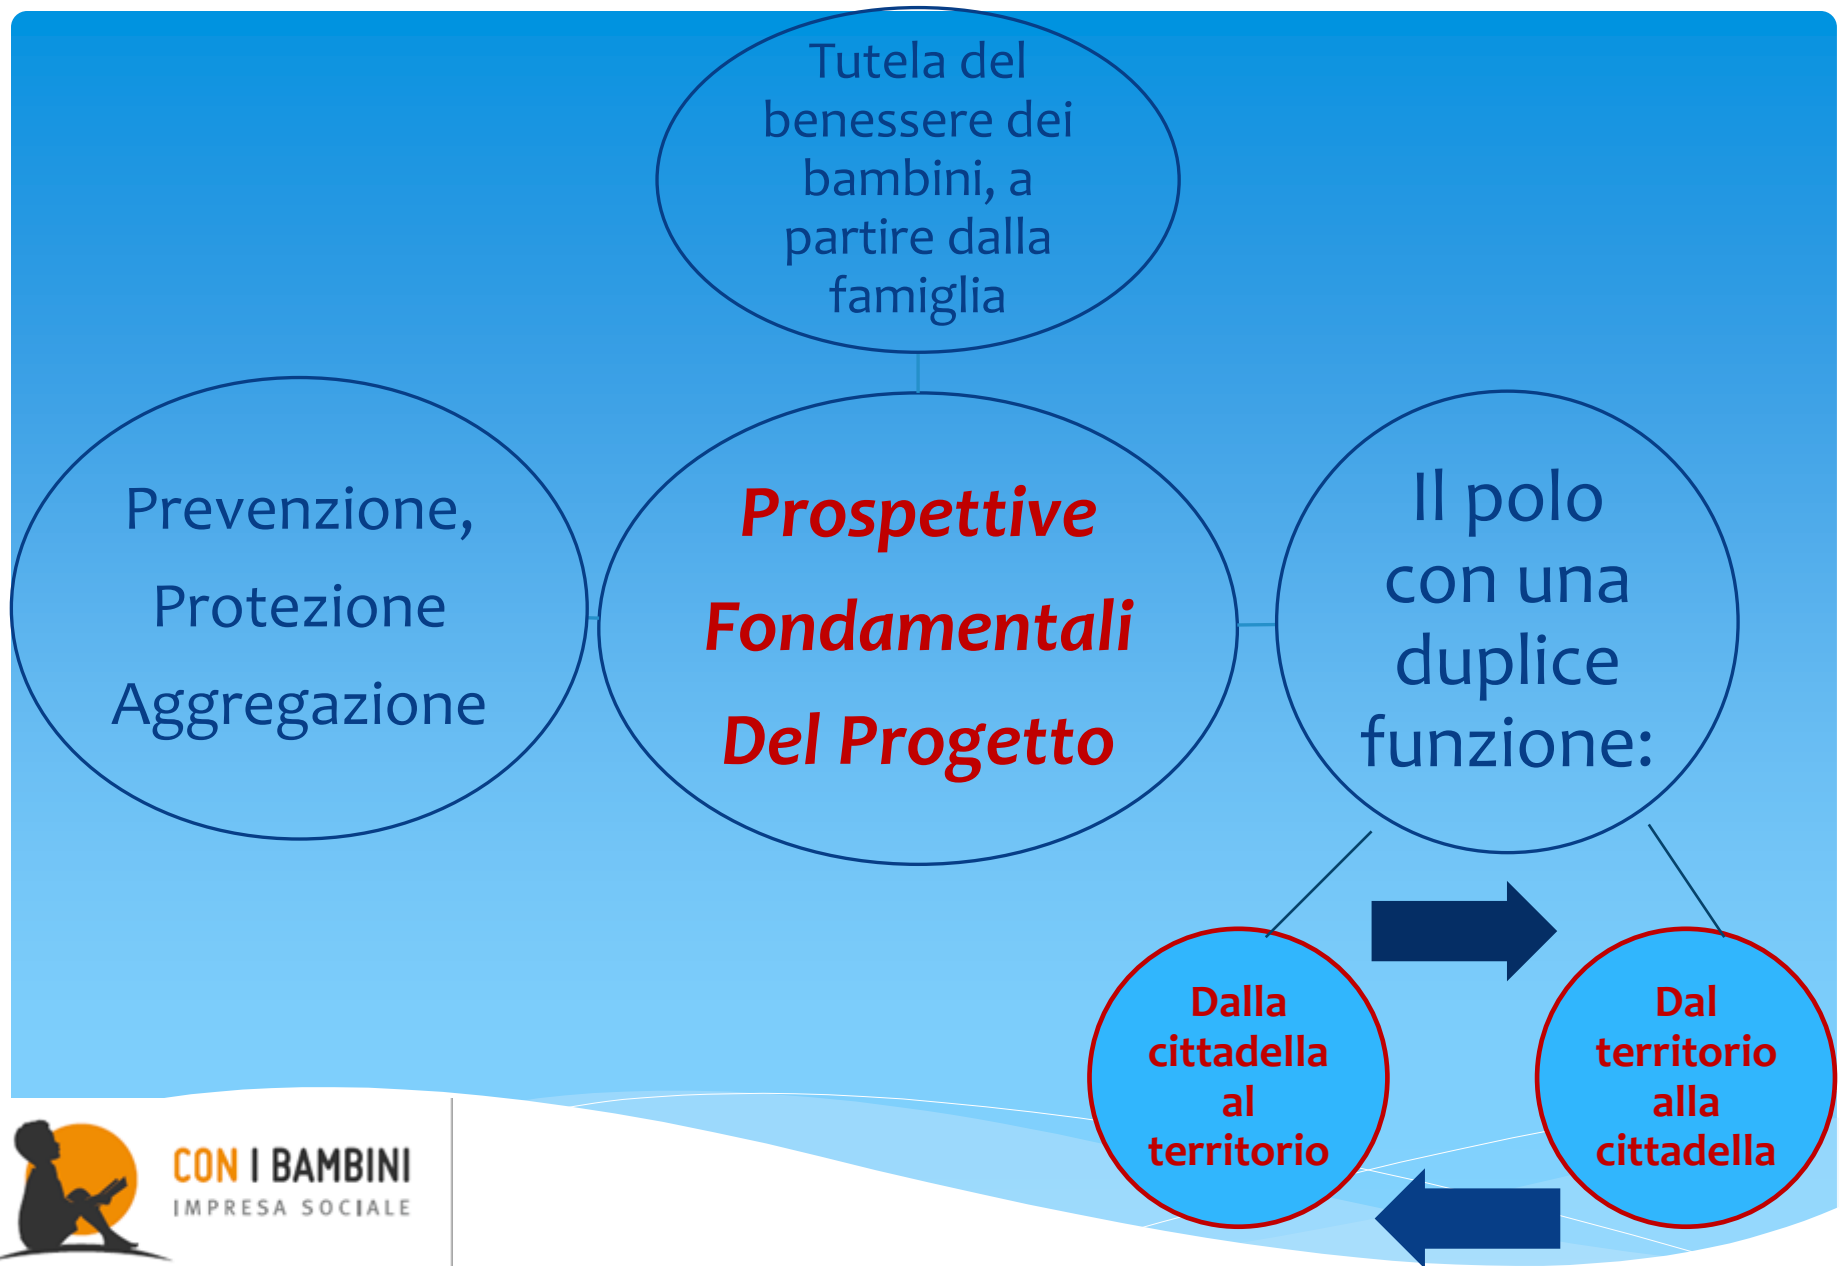 Tutela del
benessere dei
bambini, a
partire dalla
famiglia
Prevenzione,
Protezione
Aggregazione
Prospettive
Fondamentali
Del Progetto
Il polo
con una
duplice
funzione:
Dalla
cittadella
al
territorio
Dal
territorio
alla
cittadella
CON I BAMBINI
IMPRESA SOCIALE